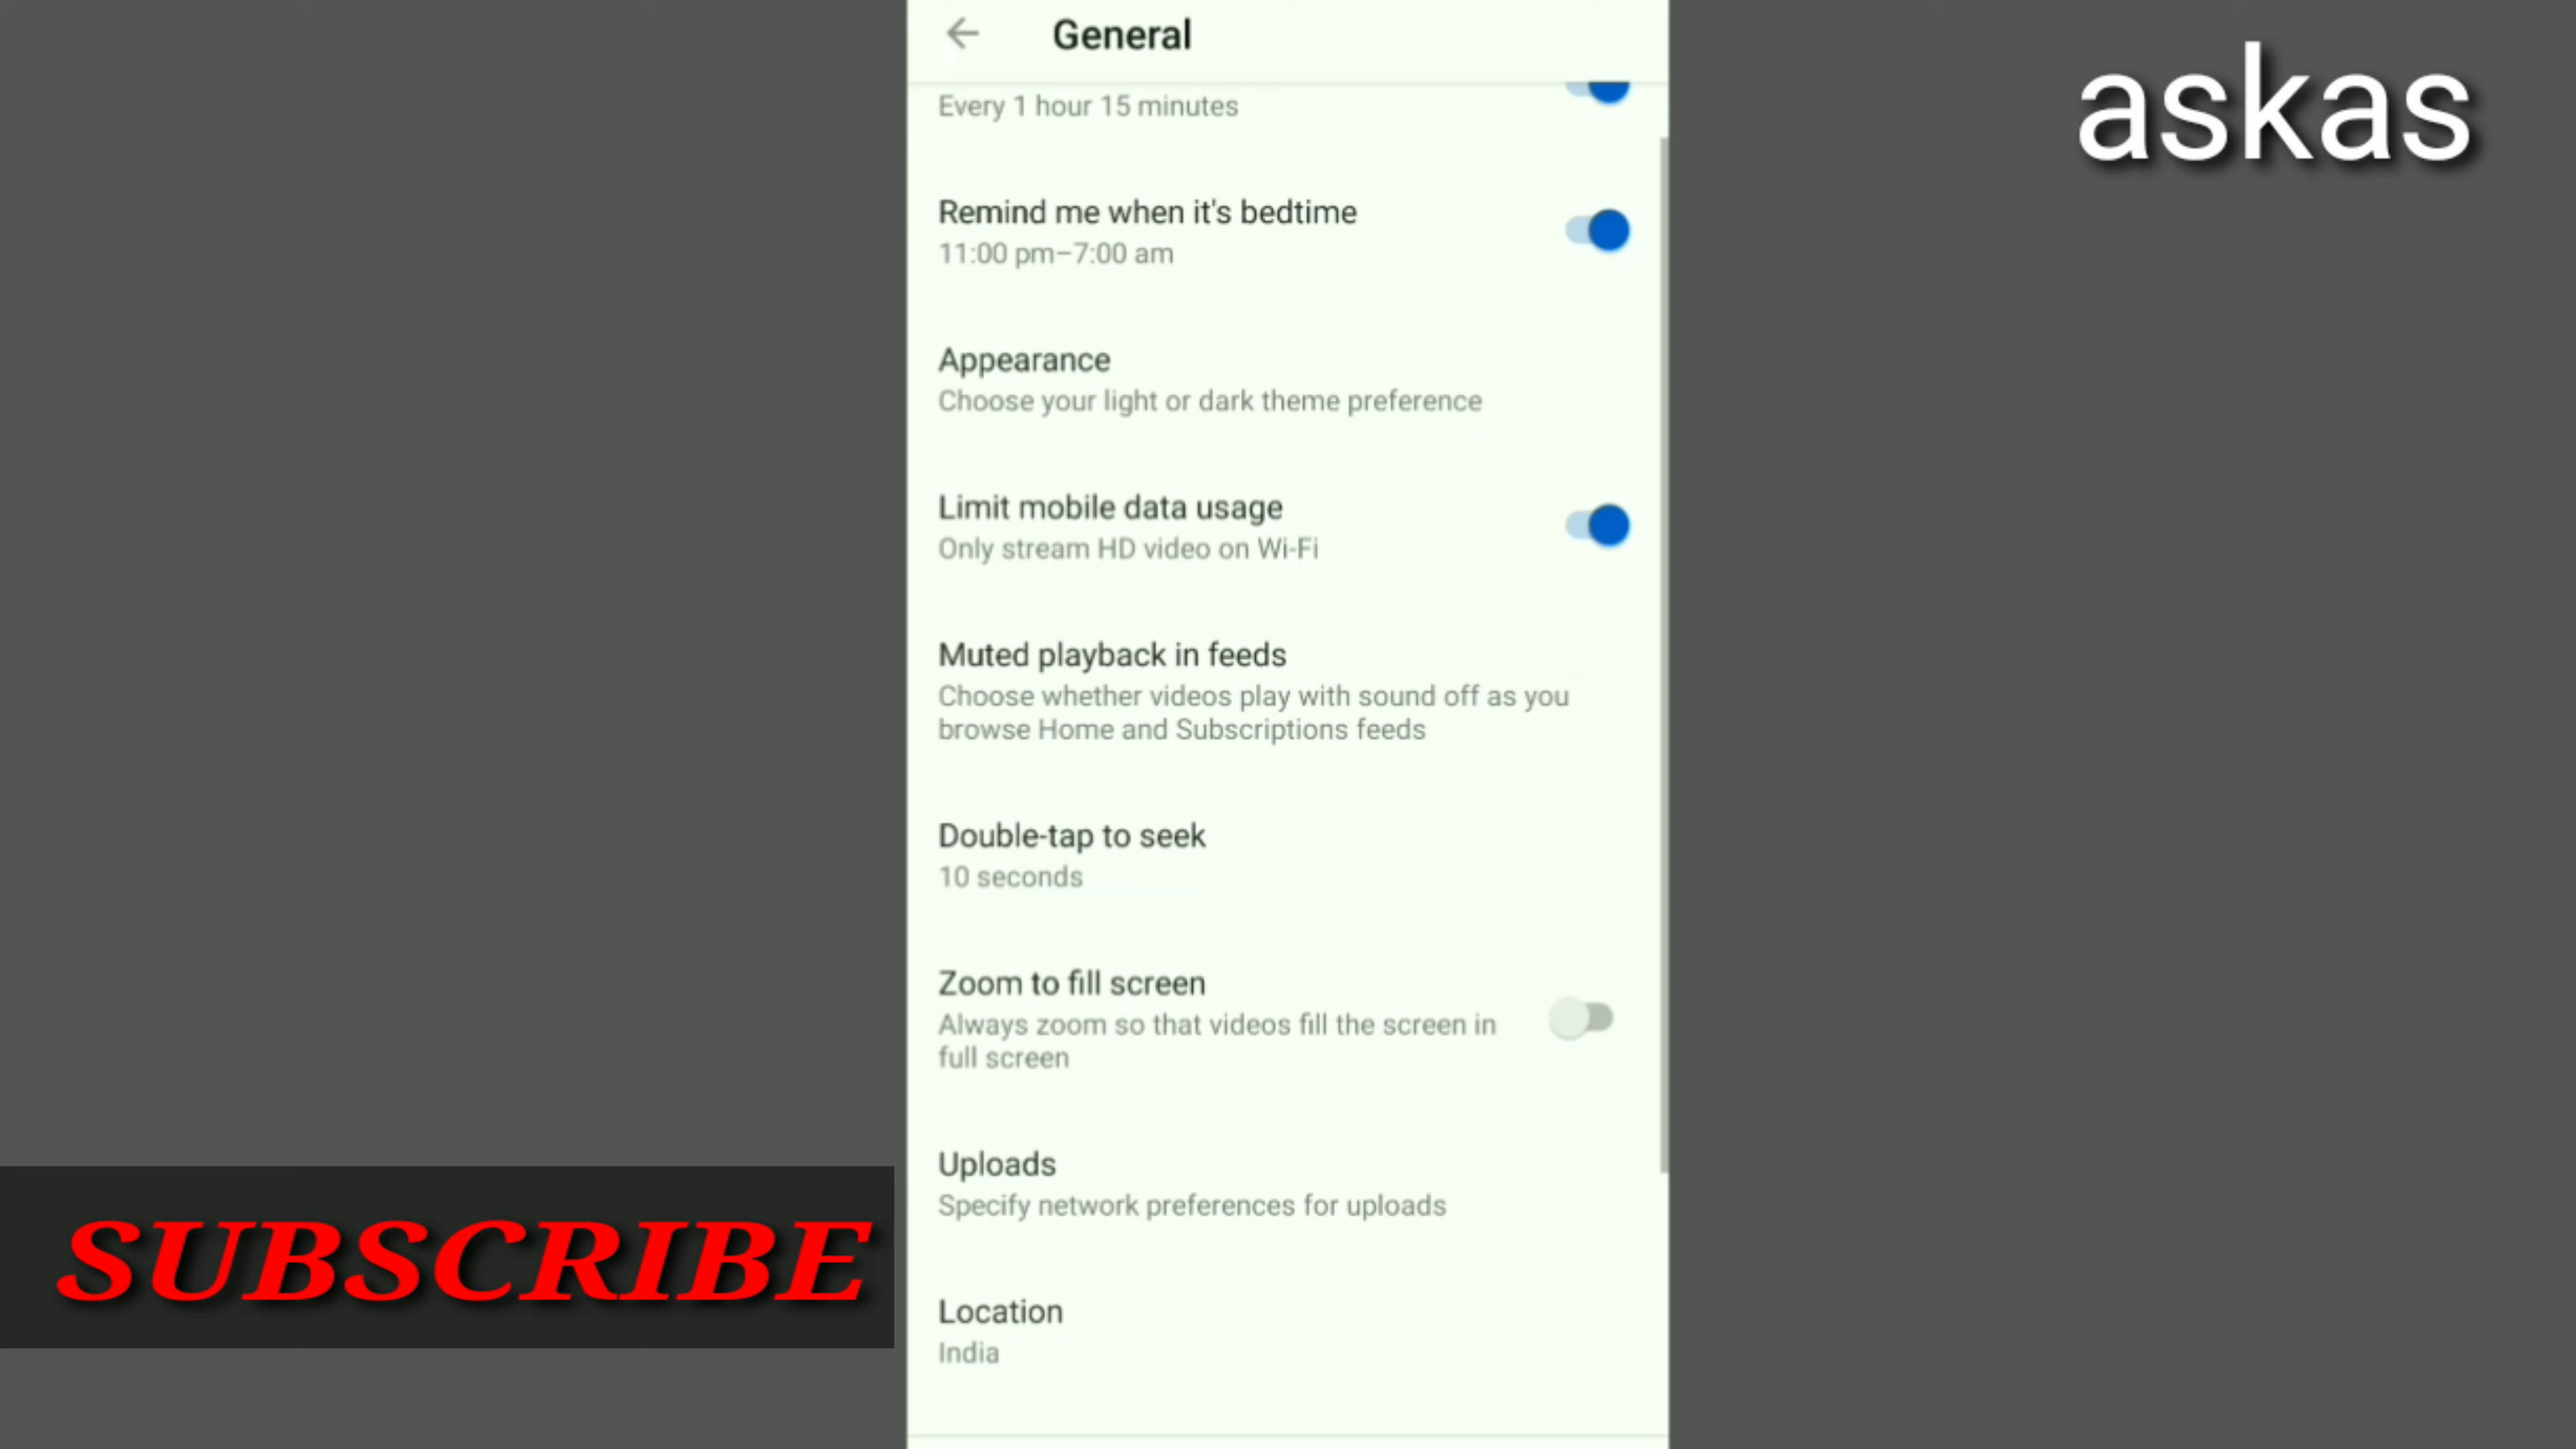 General
askas
Every 1 hour 15 minutes
Remind me when it's bedtime
11:00 pm–7:00 am
Appearance
Choose your light or dark theme preference
Limit mobile data usage
Only stream HD video on Wi-Fi
Muted playback in feeds
Choose whether videos play with sound off as you
browse Home and Subscriptions feeds
Double-tap to seek
10 seconds
Zoom to fill screen
Always zoom so that videos fill the screen in
full screen
Uploads
Specify network preferences for uploads
SUBSCRIBE
Location
India